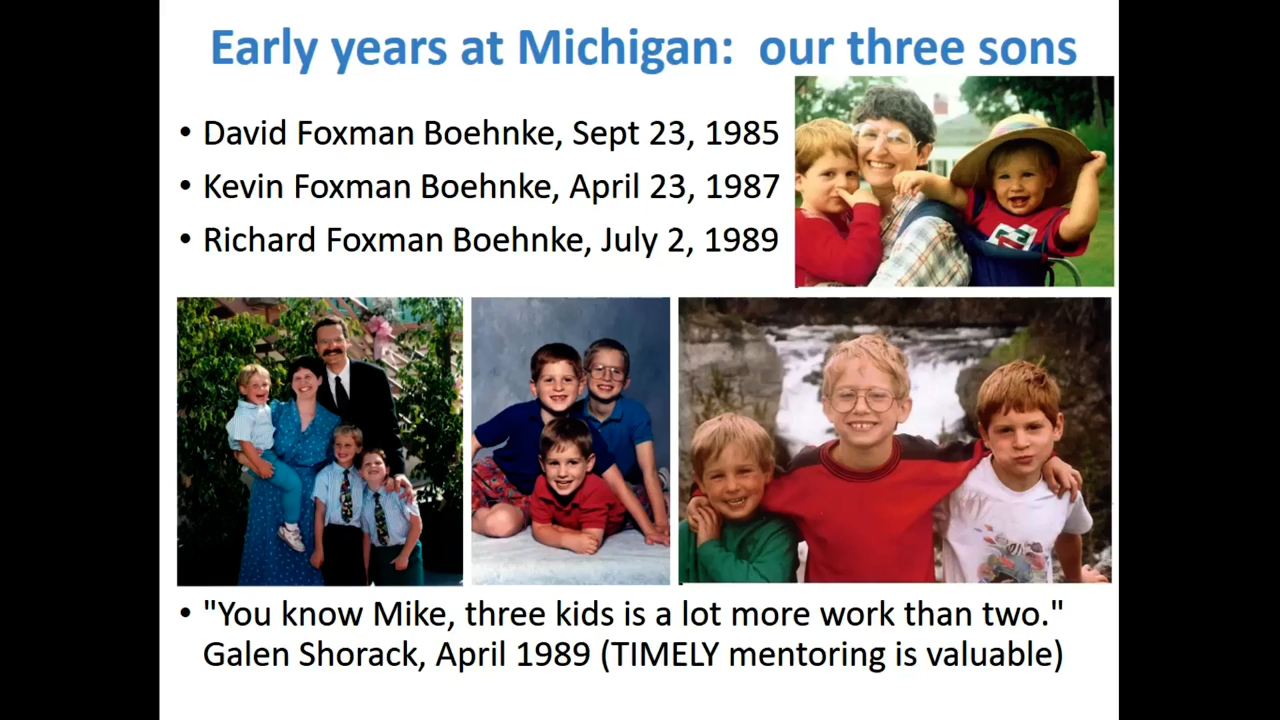 Early years at Michigan:  our three sons
• David Foxman Boehnke, Sept 23, 1985
• Kevin Foxman Boehnke, April 23, 1987
• Richard Foxman Boehnke, July 2, 1989
• "You know Mike, three kids is a lot more work than two."
Galen Shorack, April 1989 (TIMELY mentoring is valuable)